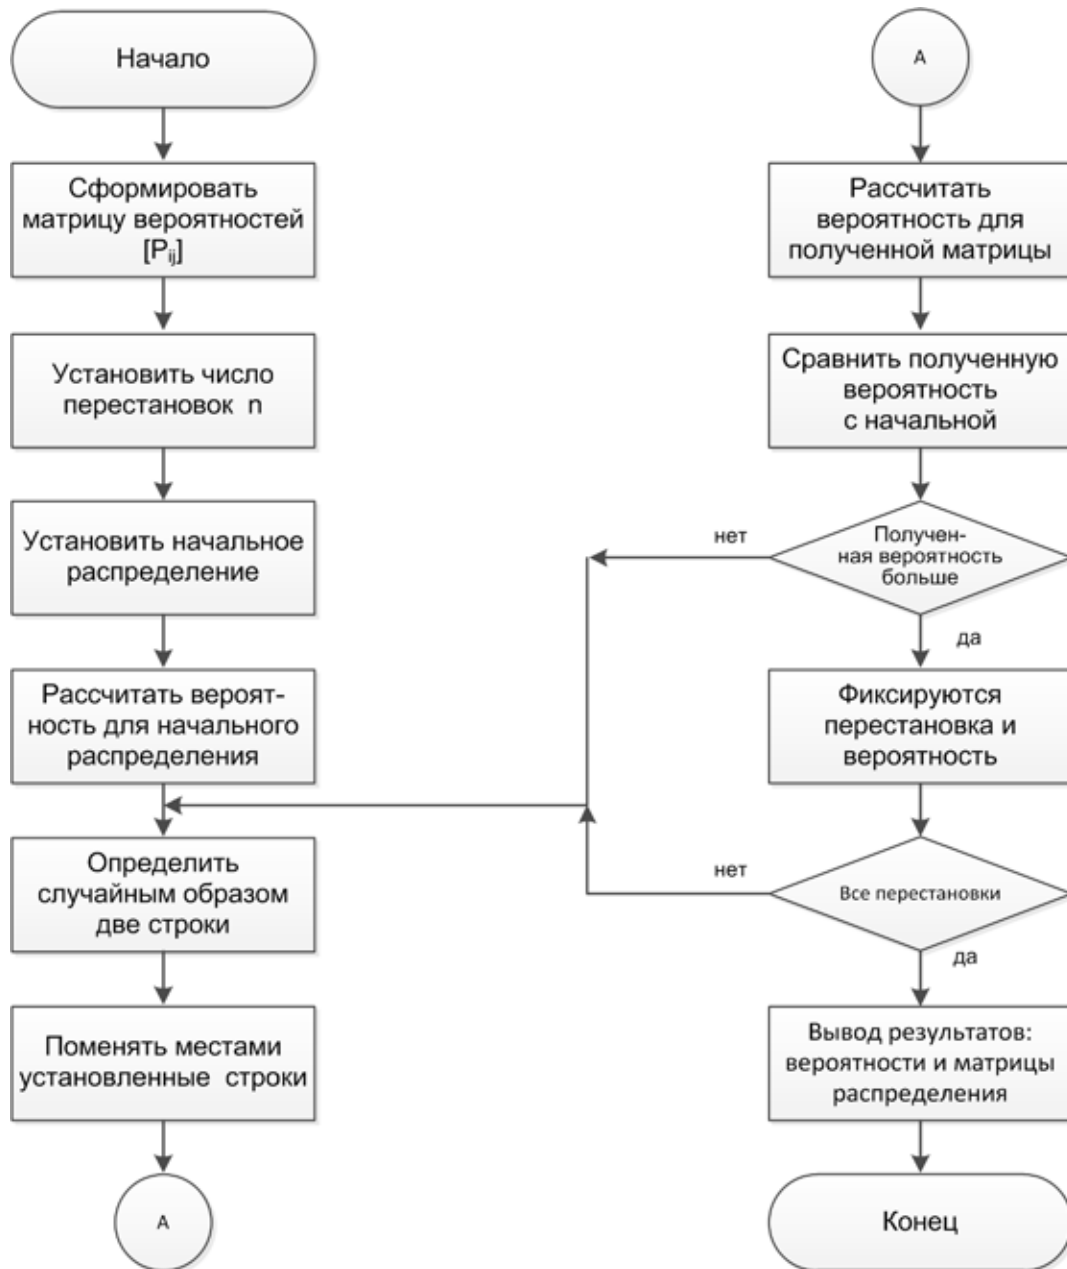 Начало
Сформировать
матрицу вероятностей
[Pij]
Установить число
перестановок n
Установить начальное
распределение
Рассчитать вероят-
ность для начального
распределения
Определить
случайным образом
две строки
Поменять местами
установленные строки
А
А
Рассчитать
вероятность для
полученной матрицы
Сравнить полученную
вероятность
с начальной
нет
Получен-
ная вероятность
больше
да
Фиксируются
перестановка и
вероятность
нет
Все перестановки
да
Вывод результатов:
вероятности и матрицы
распределения
Конец